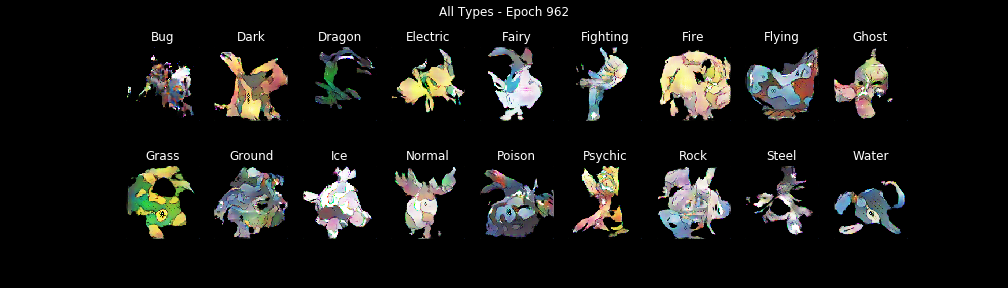 All Types - Epoch 962
Bug Dark Dragon Electric Fairy Fighting Fire Flying Ghost
Grass Ground Ice Normal Poison Psychic Rock Steel Water